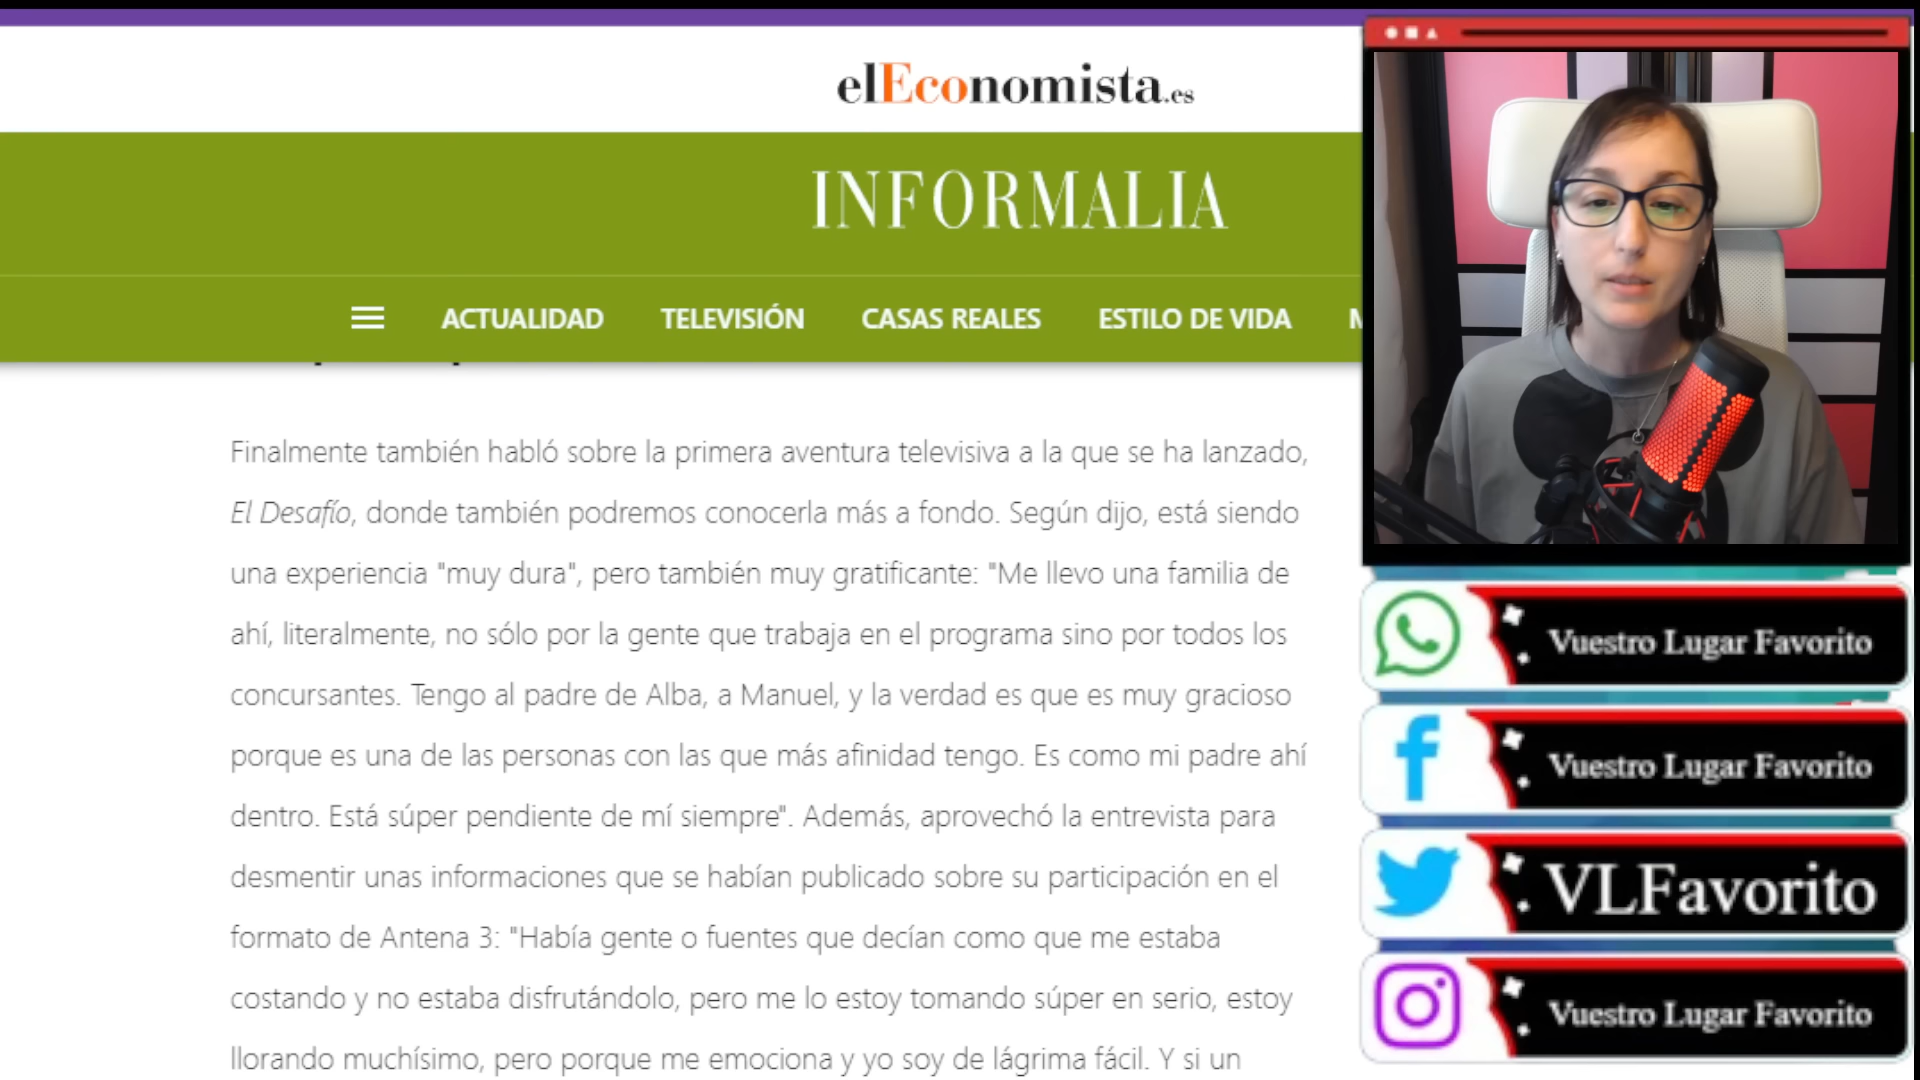 elEconomista.es
INFORMALIA
ACTUALIDAD TELEVISIÓN CASAS REALES ESTILO DE VIDA M
Finalmente también habló sobre la primera aventura televisiva a la que se ha lanzado,
El Desafío, donde también podremos conocerla más a fondo. Según dijo, está siendo
una experiencia "muy dura", pero también muy gratificante: "Me llevo una familia de
ahí, literalmente, no sólo por la gente que trabaja en el programa sino por todos los
concursantes. Tengo al padre de Alba, a Manuel, y la verdad es que es muy gracioso
porque es una de las personas con las que más afinidad tengo. Es como mi padre ahí
dentro. Está súper pendiente de mí siempre". Además, aprovechó la entrevista para
desmentir unas informaciones que se habían publicado sobre su participación en el
formato de Antena 3: "Había gente o fuentes que decían como que me estaba
costando y no estaba disfrutándolo, pero me lo estoy tomando súper en serio, estoy
llorando muchísimo, pero porque me emociona y yo soy de lágrima fácil. Y si un
Vuestro Lugar Favorito
Vuestro Lugar Favorito
VLFavorito
Vuestro Lugar Favorito